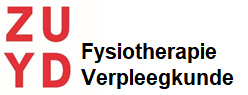 ZU
YD
Fysiotherapie
Verpleegkunde